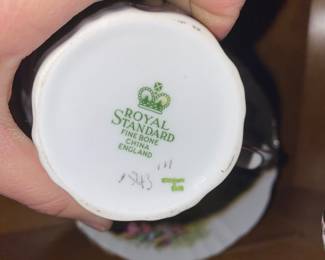 ROYAL
STANDARD
FINE BONE
CHINA
ENGLAND